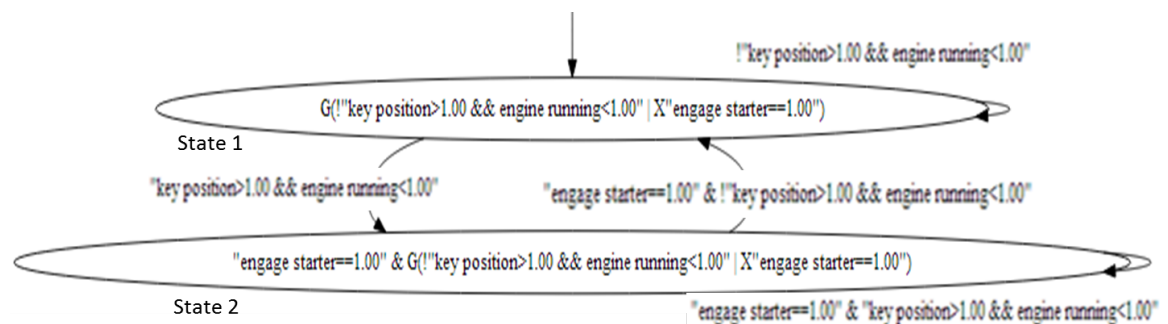 !"key position>1.00 && engine running<1.00"
G(!"key position>1.00 && engine running<1.00" | X"engage starter==1.00")
State 1
"key position>1.00 && engine running<1.00"
"engage starter==1.00" & !"key position>1.00 && engine running<1.00"
"engage starter==1.00" & G(!"key position>1.00 && engine running<1.00" | X"engage starter==1.00")
State 2
"engage starter==1.00" & "key position>1.00 && engine running<1.00"